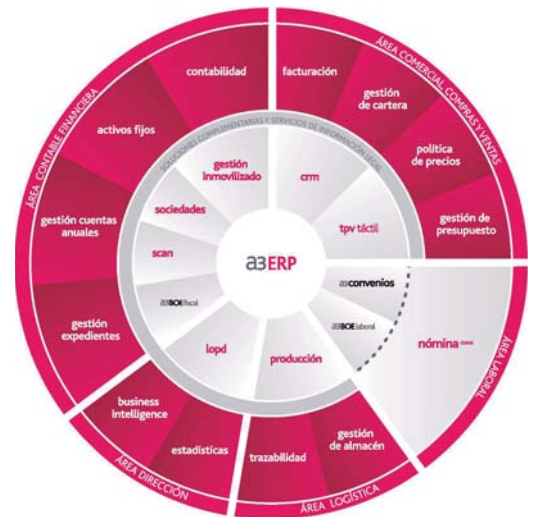 ÁREA CONTABLE FINANCIERA
contabilidad
activos fijos
gestión cuentas
anuales
gestión
expedientes
ÁREA COMERCIAL, COMPRAS Y VENTAS
facturación
gestión
de cartera
política
de precios
gestión de
presupuesto
ÁREA LABORAL
nómina
ÁREA LOGÍSTICA
gestión
de almacén
trazabilidad
ÁREA DIRECCIÓN
estadísticas
business
intelligence
SOLUCIONES COMPLEMENTARIAS Y SERVICIOS DE INFORMACIÓN LEGAL
gestión
inmovilizado
crm
tpv táctil
a3convenios
a3BOElaboral
producción
lopd
a3BOEfiscal
scan
sociedades
a3ERP